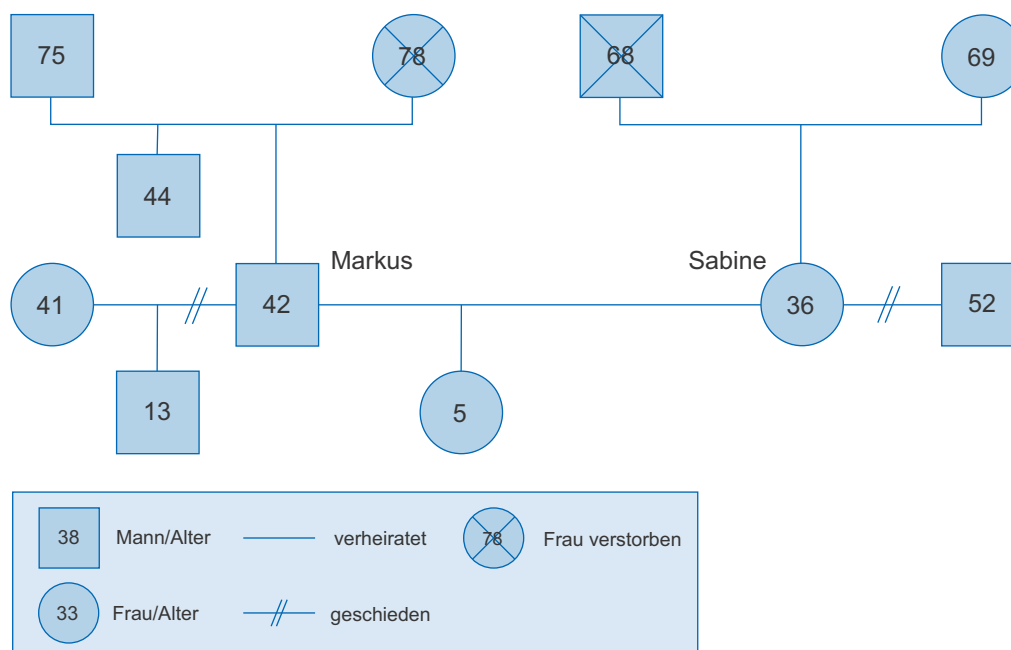 75 78 68 69
44
Markus Sabine
41 42 36 52
13 5
38 Mann/Alter verheiratet 78 Frau verstorben
33 Frau/Alter geschieden